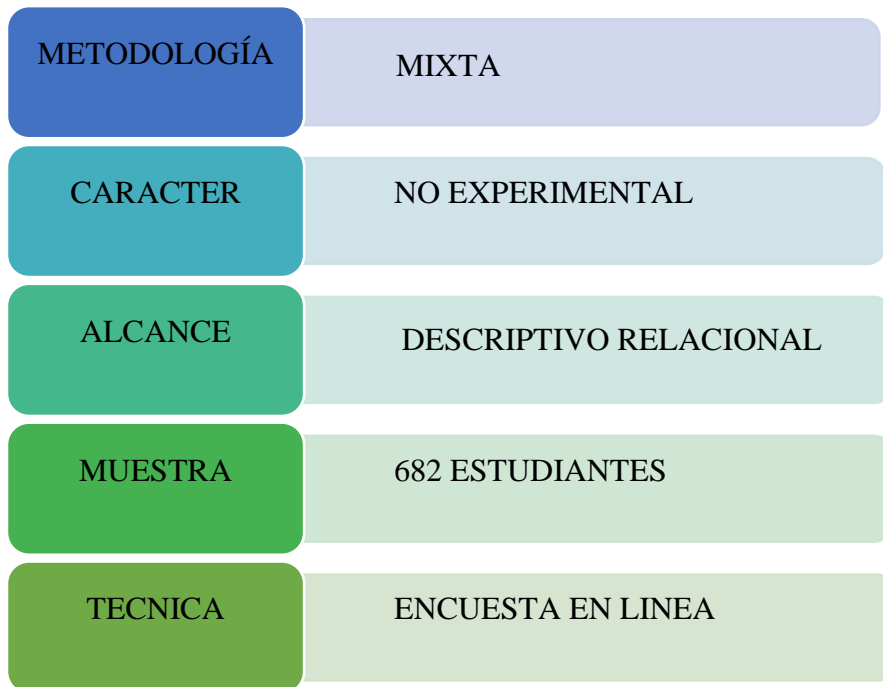 METODOLOGÍA
MIXTA
CARACTER
NO EXPERIMENTAL
ALCANCE
DESCRIPTIVO RELACIONAL
MUESTRA
682 ESTUDIANTES
TECNICA
ENCUESTA EN LINEA